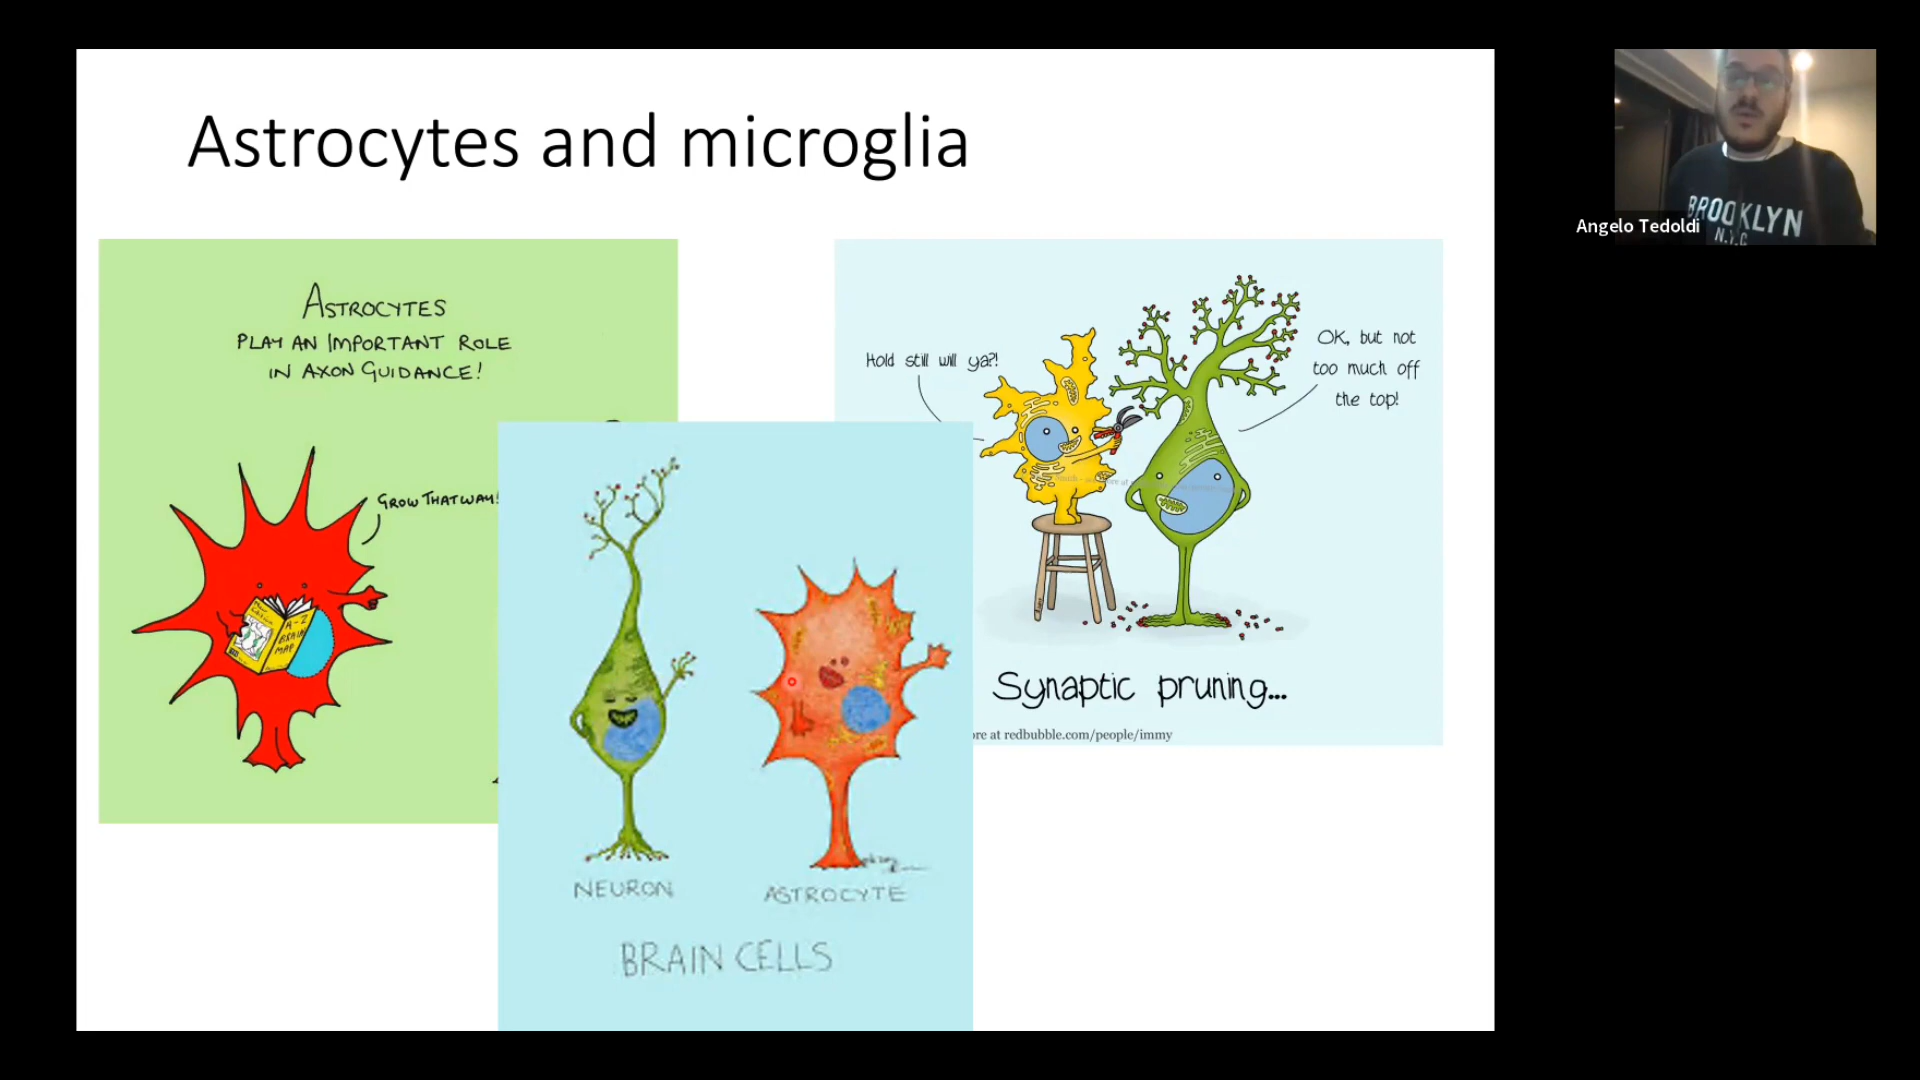 Astrocytes and microglia
ASTROCYTES
PLAY AN IMPORTANT ROLE
IN AXON GUIDANCE!
GROW THAT WAY!
A-Z
BRAIN
MAP
NEURON
ASTROCYTE
BRAIN CELLS
Hold still will ya?!
OK, but not
too much off
the top!
Synaptic pruning...
ore at redbubble.com/people/immy
BROOKLYN
N.Y.C
Angelo Tedoldi